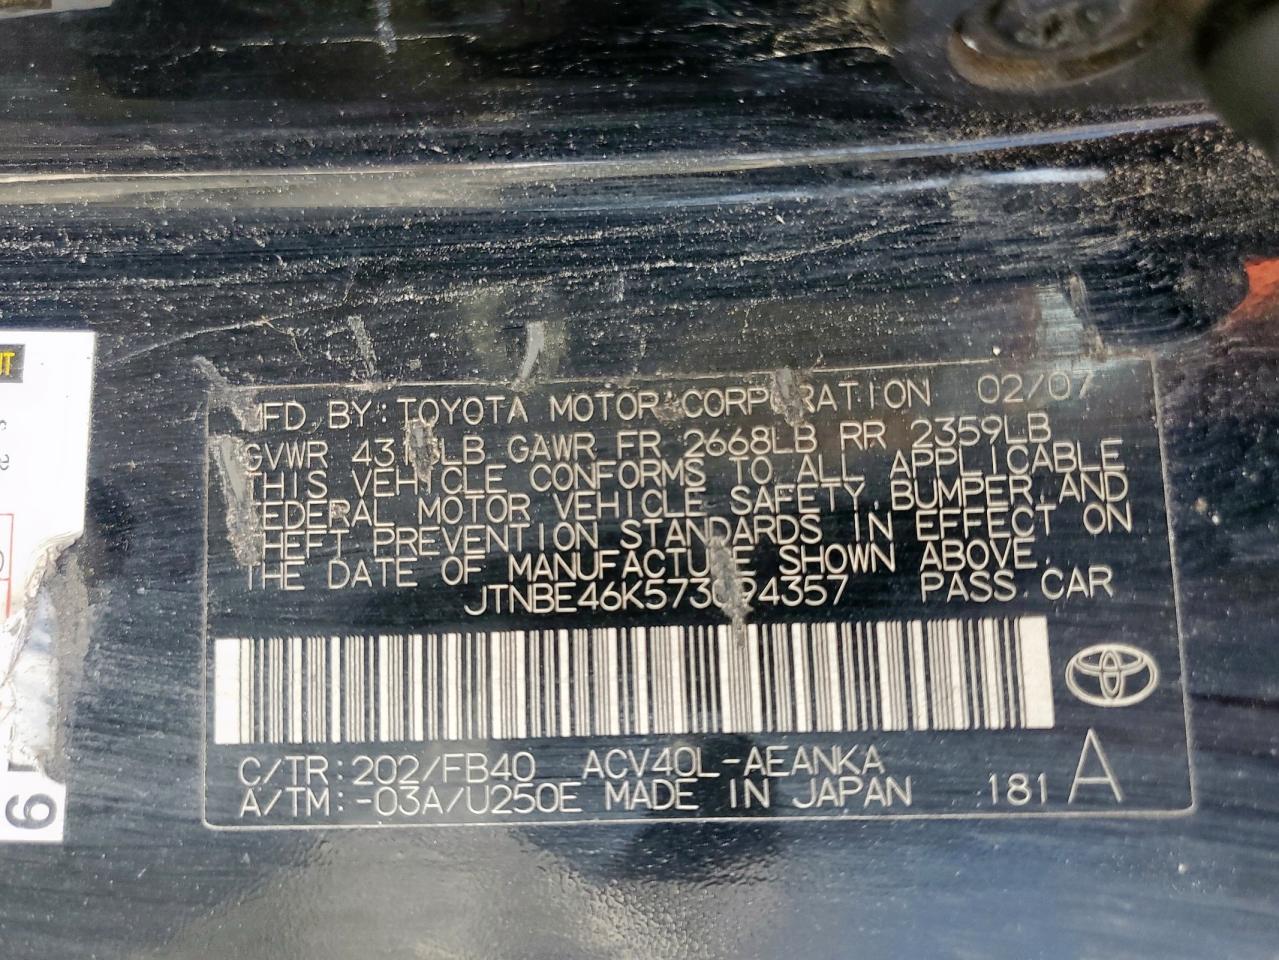 MFD. BY: TOYOTA MOTOR CORPORATION 02/07
GVWR LB GAWR FR 2668LB RR 2359LB
THIS VEHICLE CONFORMS TO ALL APPLICABLE
FEDERAL MOTOR VEHICLE SAFETY, BUMPER, AND
THEFT PREVENTION STANDARDS IN EFFECT ON
THE DATE OF MANUFACTURE SHOWN ABOVE.
PASS. CAR
C/TR: 202/FB40 ACV40L-AEANKA
A/TM: -03A/U250E MADE IN JAPAN 181 A
9